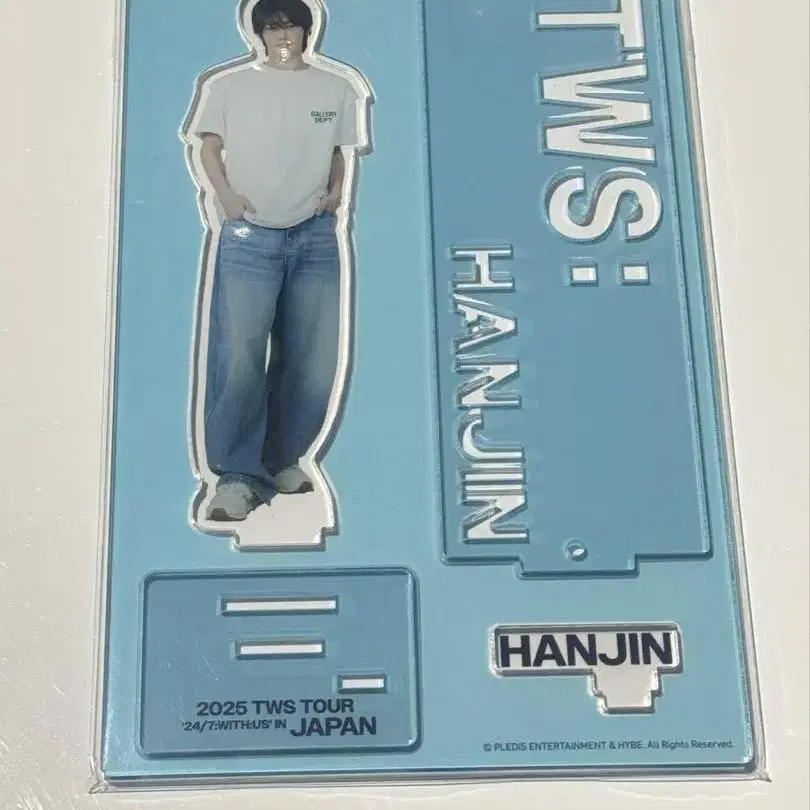 GALLERY
DEPT.
TWS:
HANJIN
2025 TWS TOUR
'24/7:WITH:US' IN JAPAN
HANJIN
© PLEDIS ENTERTAINMENT & HYBE. All Rights Reserved.